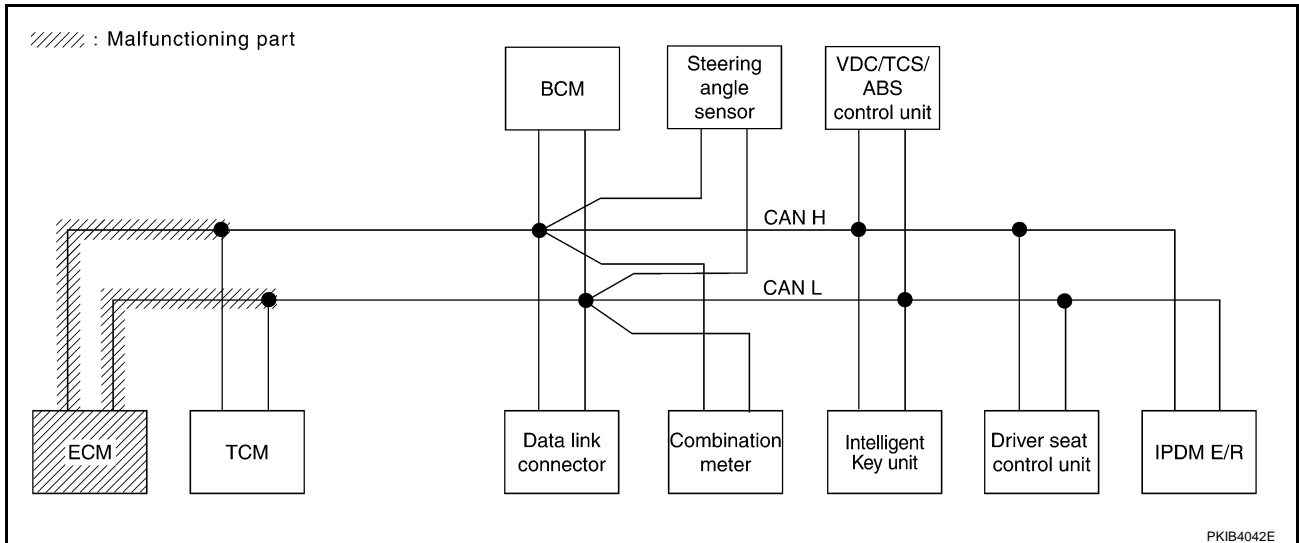 : Malfunctioning part
BCM
Steering
angle
sensor
VDC/TCS/
ABS
control unit
CAN H
CAN L
ECM
TCM
Data link
connector
Combination
meter
Intelligent
Key unit
Driver seat
control unit
IPDM E/R
PKIB4042E